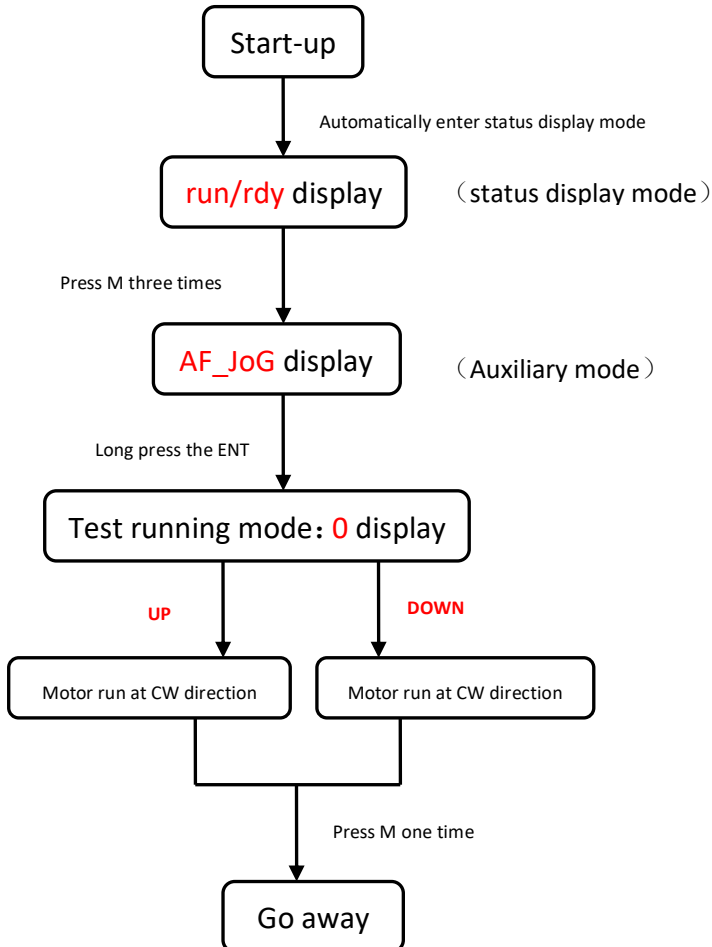 Start-up
Automatically enter status display mode
run/rdy display
（status display mode）
Press M three times
AF_JoG display
（Auxiliary mode）
Long press the ENT
Test running mode：0 display
UP
DOWN
Motor run at CW direction
Motor run at CW direction
Press M one time
Go away